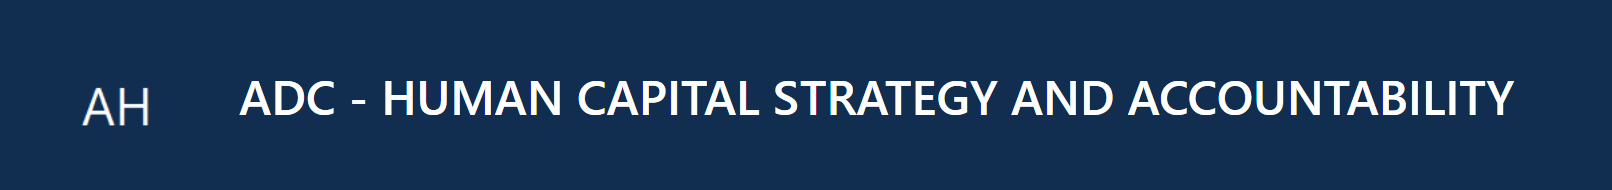 AH ADC - HUMAN CAPITAL STRATEGY AND ACCOUNTABILITY